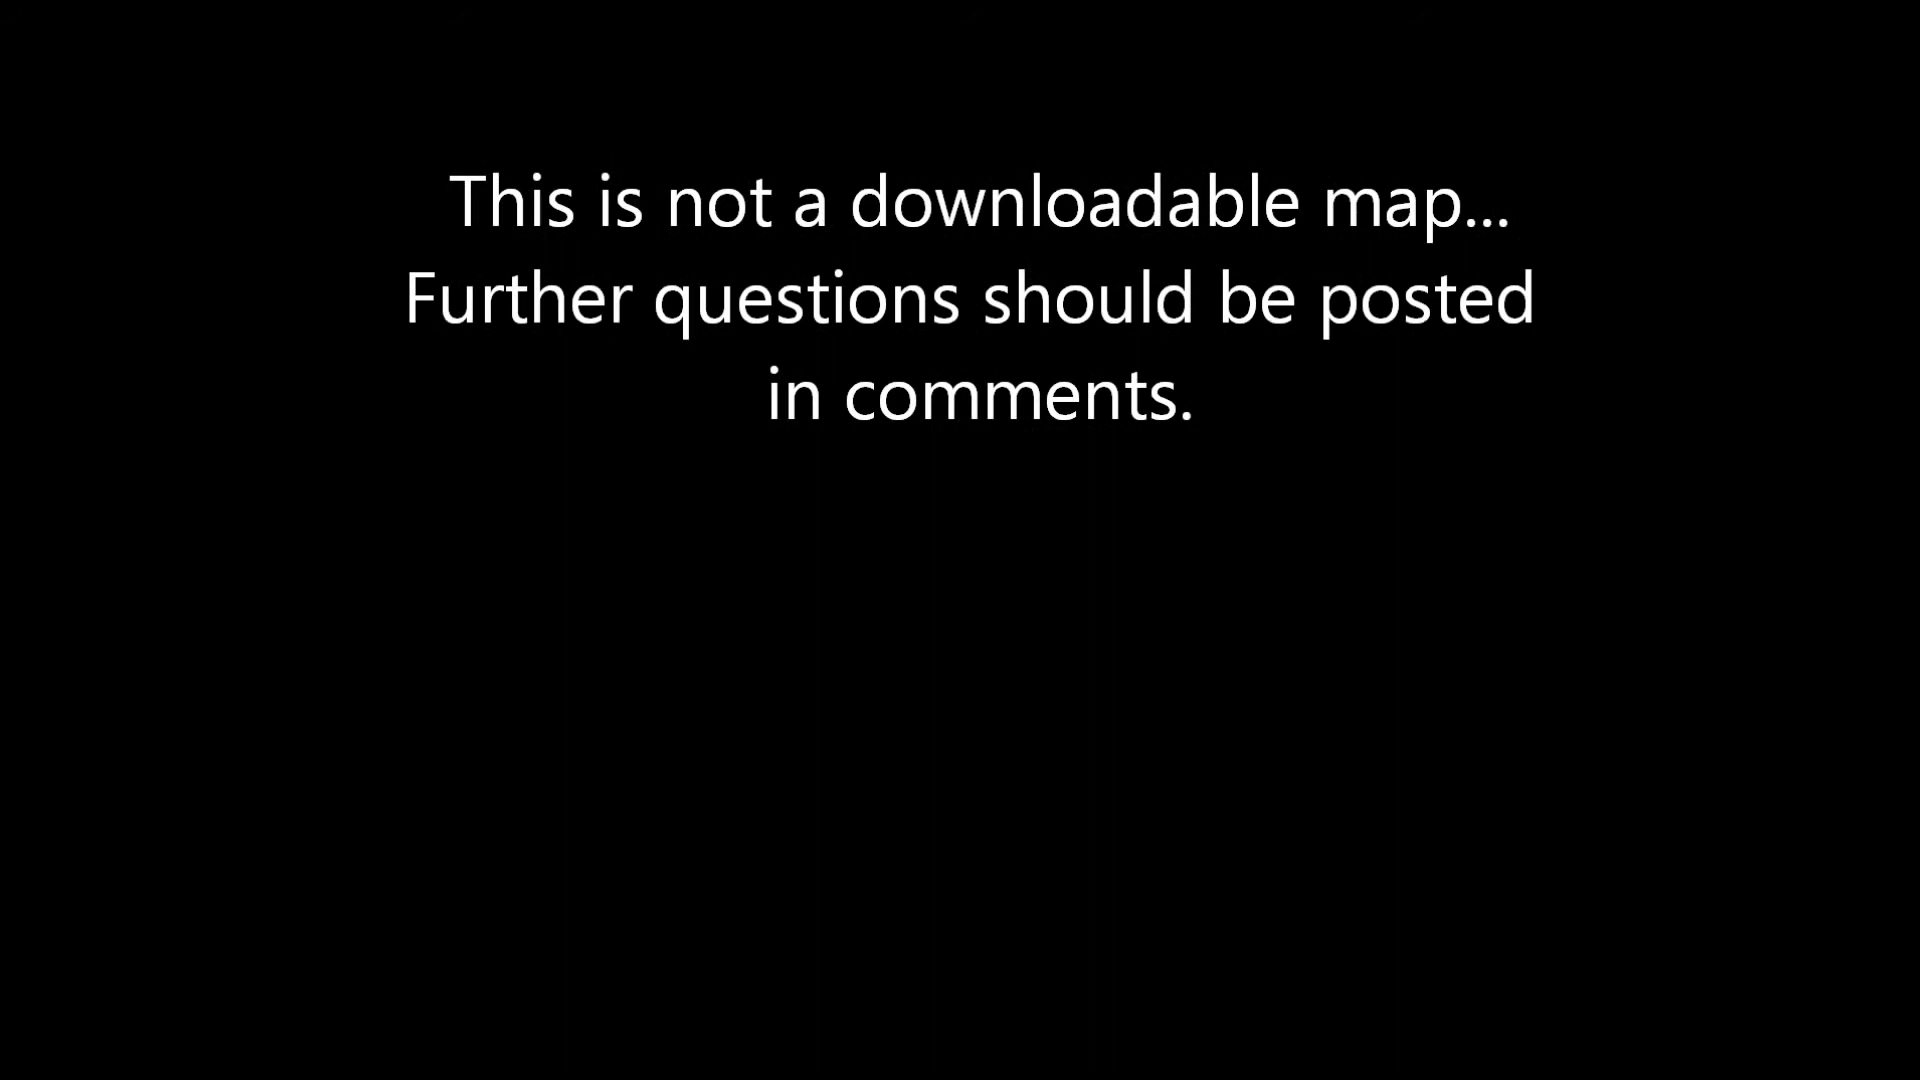 This is not a downloadable map...
Further questions should be posted
in comments.